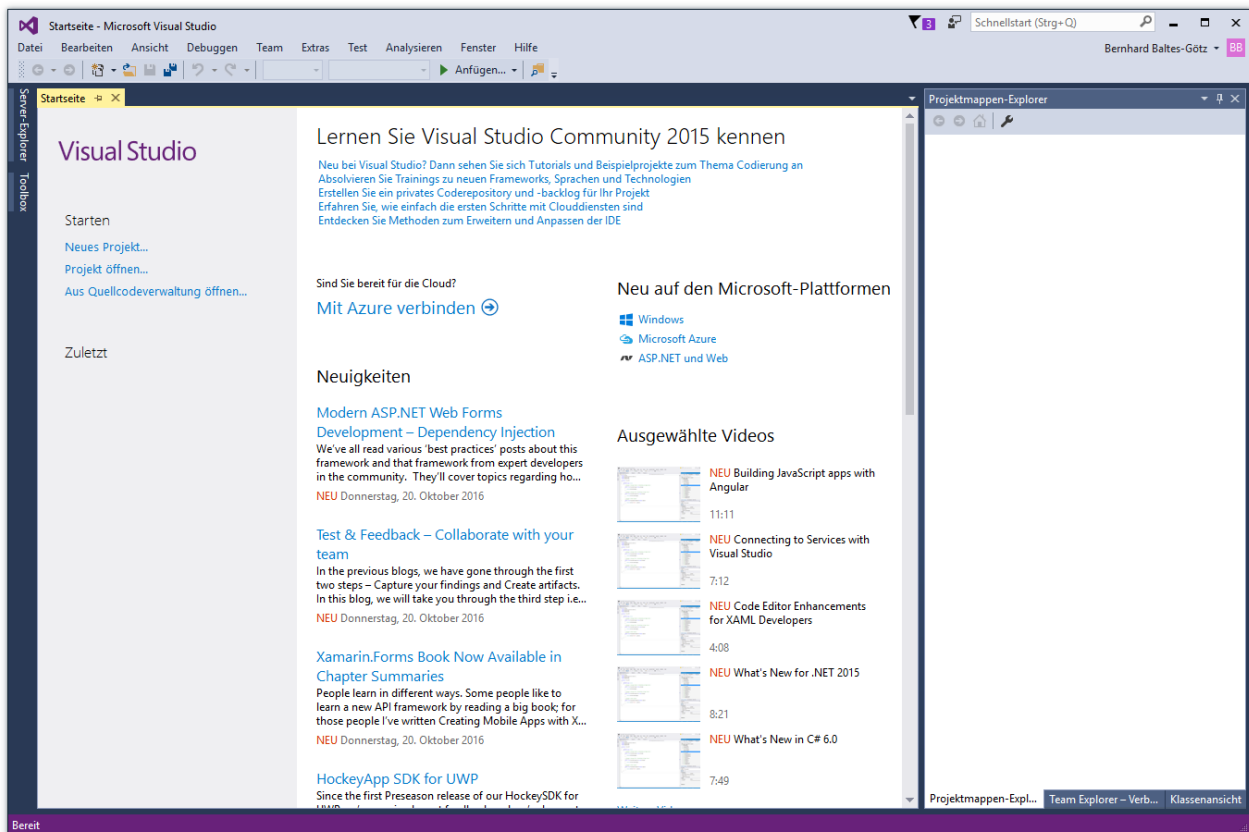 Startseite - Microsoft Visual Studio
3
Schnellstart (Strg+Q)
Datei Bearbeiten Ansicht Debuggen Team Extras Test Analysieren Fenster Hilfe
Bernhard Baltes-Götz
BB
Anfügen...
Server-Explorer
Toolbox
Startseite
Visual Studio
Starten
Neues Projekt...
Projekt öffnen...
Aus Quellcodeverwaltung öffnen...
Zuletzt
Lernen Sie Visual Studio Community 2015 kennen
Neu bei Visual Studio? Dann sehen Sie sich Tutorials und Beispielprojekte zum Thema Codierung an
Absolvieren Sie Trainings zu neuen Frameworks, Sprachen und Technologien
Erstellen Sie ein privates Coderepository und -backlog für Ihr Projekt
Erfahren Sie, wie einfach die ersten Schritte mit Clouddiensten sind
Entdecken Sie Methoden zum Erweitern und Anpassen der IDE
Sind Sie bereit für die Cloud?
Mit Azure verbinden
Neuigkeiten
Modern ASP.NET Web Forms
Development – Dependency Injection
We've all read various 'best practices' posts about this
framework and that framework from expert developers
in the community. They'll cover topics regarding ho...
NEU Donnerstag, 20. Oktober 2016
Test & Feedback – Collaborate with your
team
In the previous blogs, we have gone through the first
two steps – Capture your findings and Create artifacts.
In this blog, we will take you through the third step i.e...
NEU Donnerstag, 20. Oktober 2016
Xamarin.Forms Book Now Available in
Chapter Summaries
People learn in different ways. Some people like to
learn a new API framework by reading a big book; for
those people I've written Creating Mobile Apps with X...
NEU Donnerstag, 20. Oktober 2016
HockeyApp SDK for UWP
Since the first Preseason release of our HockeySDK for
Neu auf den Microsoft-Plattformen
Windows
Microsoft Azure
ASP.NET und Web
Ausgewählte Videos
NEU Building JavaScript apps with
Angular
11:11
NEU Connecting to Services with
Visual Studio
7:12
NEU Code Editor Enhancements
for XAML Developers
4:08
NEU What's New for .NET 2015
8:21
NEU What's New in C# 6.0
7:49
Projektmappen-Explorer
Projektmappen-Expl... Team Explorer – Verb... Klassenansicht
Bereit